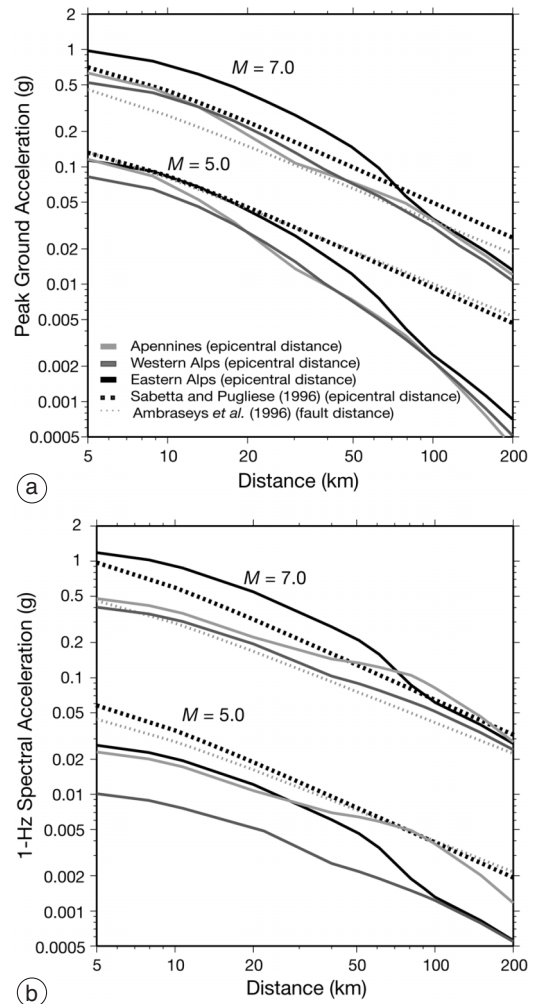 2
1
0.5
0.2
0.1
0.05
0.02
0.01
0.005
0.002
0.001
0.0005
Peak Ground Acceleration (g)
M = 7.0
M = 5.0
Apennines (epicentral distance)
Western Alps (epicentral distance)
Eastern Alps (epicentral distance)
Sabetta and Pugliese (1996) (epicentral distance)
Ambraseys et al. (1996) (fault distance)
5 10 20 50 100 200
Distance (km)
a
2
1
0.5
0.2
0.1
0.05
0.02
0.01
0.005
0.002
0.001
0.0005
1-Hz Spectral Acceleration (g)
M = 7.0
M = 5.0
5 10 20 50 100 200
Distance (km)
b